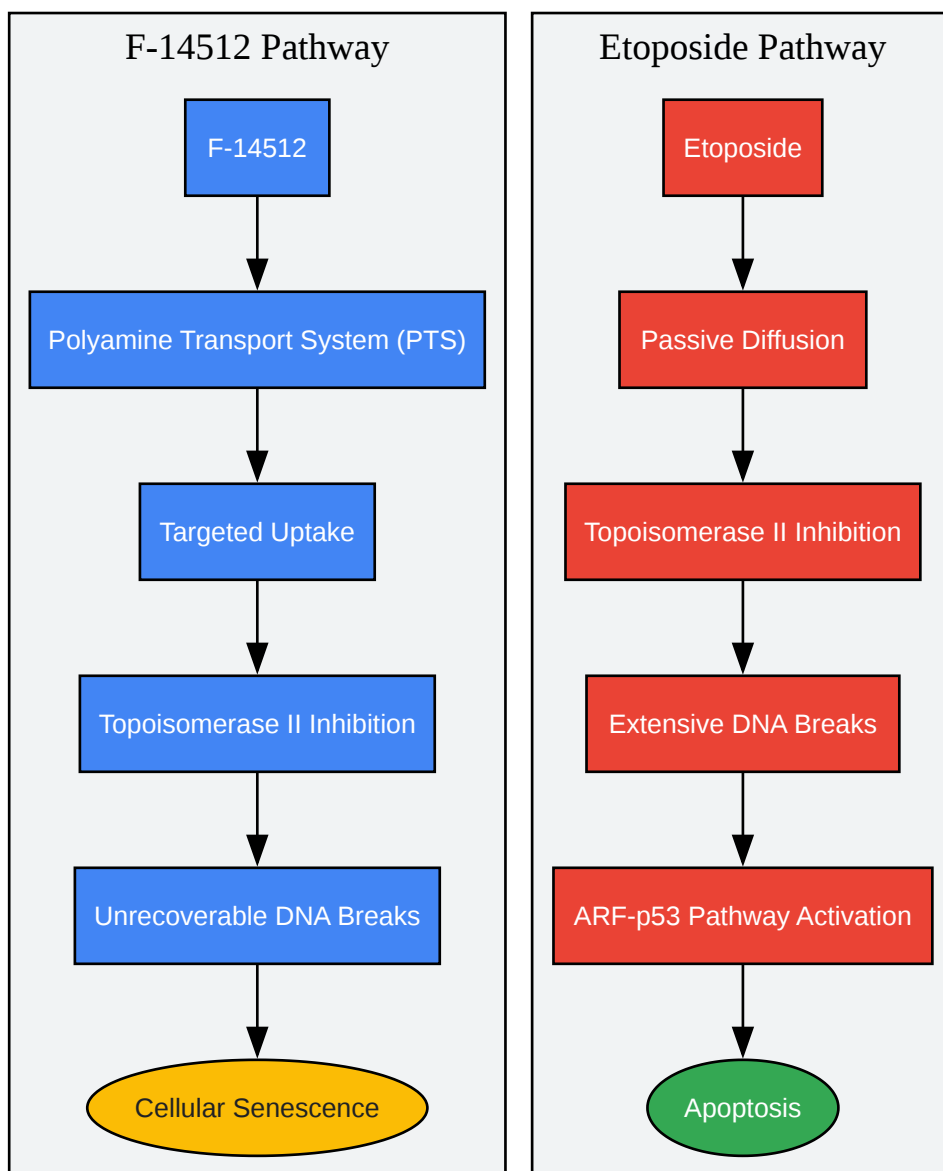 F-14512 Pathway
F-14512
Polyamine Transport System (PTS)
Targeted Uptake
Topoisomerase II Inhibition
Unrecoverable DNA Breaks
Cellular Senescence
Etoposide Pathway
Etoposide
Passive Diffusion
Topoisomerase II Inhibition
Extensive DNA Breaks
ARF-p53 Pathway Activation
Apoptosis